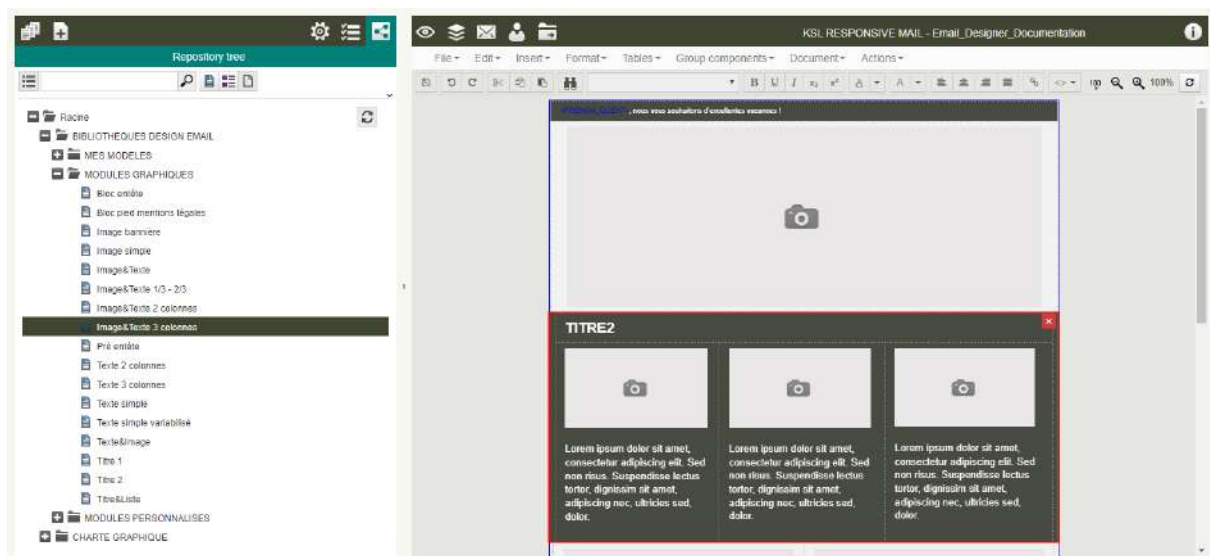 KSL RESPONSIVE MAIL - Email_Designer_Documentation
Repository tree
File Edit Insert Format Tables Group components Document Actions
B U I x₂ x² A A 100 100%
Racine
BIBLIOTHEQUES DESIGN EMAIL
MES MODELES
MODULES GRAPHIQUES
Bloc entête
Bloc pied mentions légales
Image bannière
Image simple
Image&Texte
Image&Texte 1/3 - 2/3
Image&Texte 2 colonnes
Image&Texte 3 colonnes
Pré entête
Texte 2 colonnes
Texte 3 colonnes
Texte simple
Texte simple variabilisé
Texte&Image
Titre 1
Titre 2
Titre&Liste
MODULES PERSONNALISES
CHARTE GRAPHIQUE
, nous vous souhaitons d'excellentes vacances !
TITRE2
Lorem ipsum dolor sit amet,
consectetur adipiscing elit. Sed
non risus. Suspendisse lectus
tortor, dignissim sit amet,
adipiscing nec, ultricies sed,
dolor.
Lorem ipsum dolor sit amet,
consectetur adipiscing elit. Sed
non risus. Suspendisse lectus
tortor, dignissim sit amet,
adipiscing nec, ultricies sed,
dolor.
Lorem ipsum dolor sit amet,
consectetur adipiscing elit. Sed
non risus. Suspendisse lectus
tortor, dignissim sit amet,
adipiscing nec, ultricies sed,
dolor.